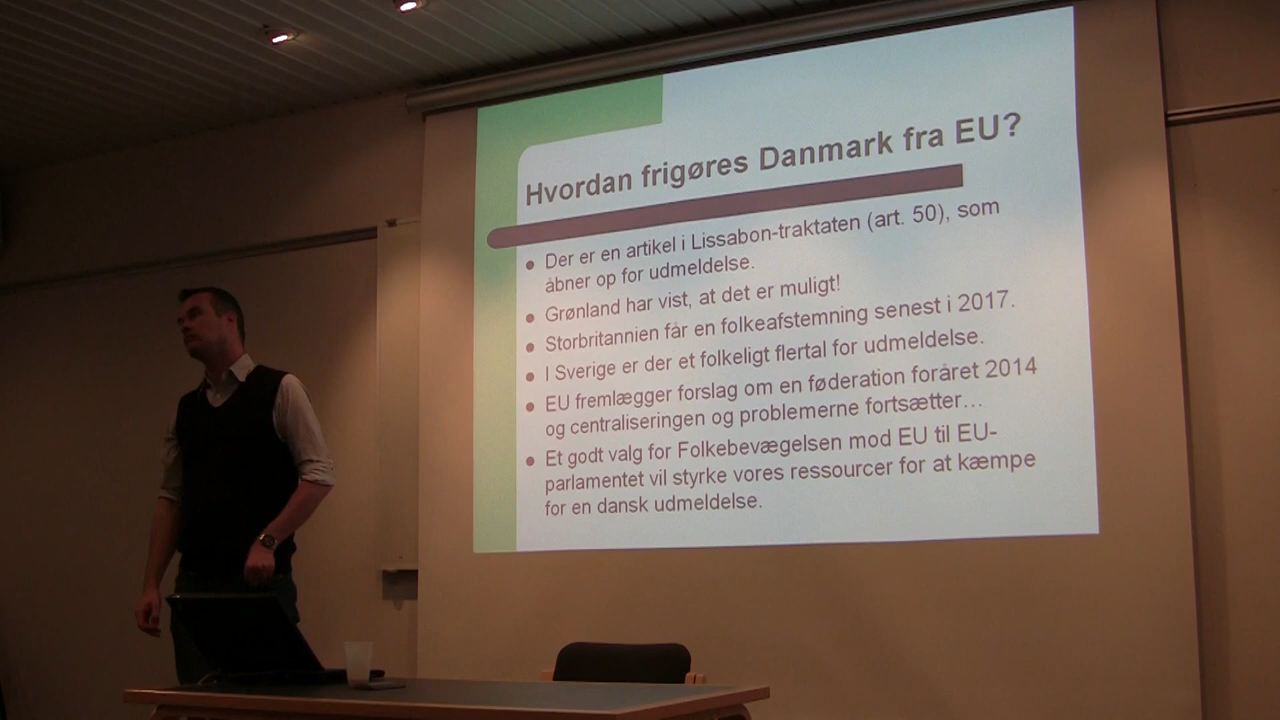 Hvordan frigøres Danmark fra EU?
Der er en artikel i Lissabon-traktaten (art. 50), som
åbner op for udmeldelse.
Grønland har vist, at det er muligt!
Storbritannien får en folkeafstemning senest i 2017.
I Sverige er der et folkeligt flertal for udmeldelse.
EU fremlægger forslag om en føderation foråret 2014
og centraliseringen og problemerne fortsætter…
Et godt valg for Folkebevægelsen mod EU til EU-
parlamentet vil styrke vores ressourcer for at kæmpe
for en dansk udmeldelse.